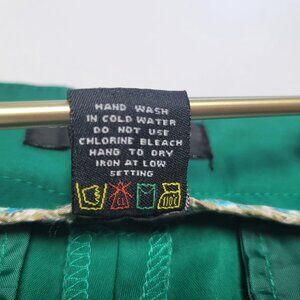 HAND WASH
IN COLD WATER
DO NOT USE
CHLORINE BLEACH
HANG TO DRY
IRON AT LOW
SETTING